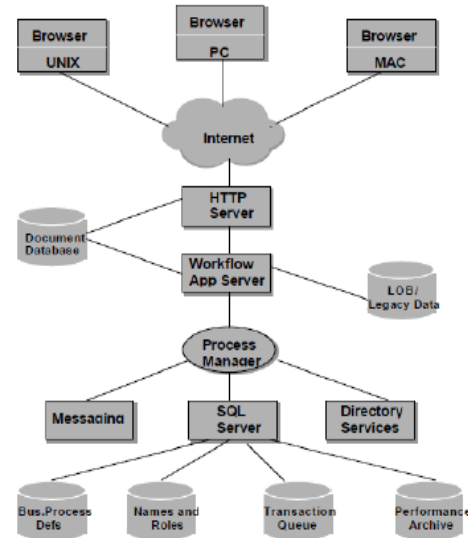 Browser
UNIX
Browser
PC
Browser
MAC
Internet
HTTP
Server
Document
Database
Workflow
App Server
LOB/
Legacy Data
Process
Manager
Messaging
SQL
Server
Directory
Services
Bus.Process
Defs
Names and
Roles
Transaction
Queue
Performance
Archive